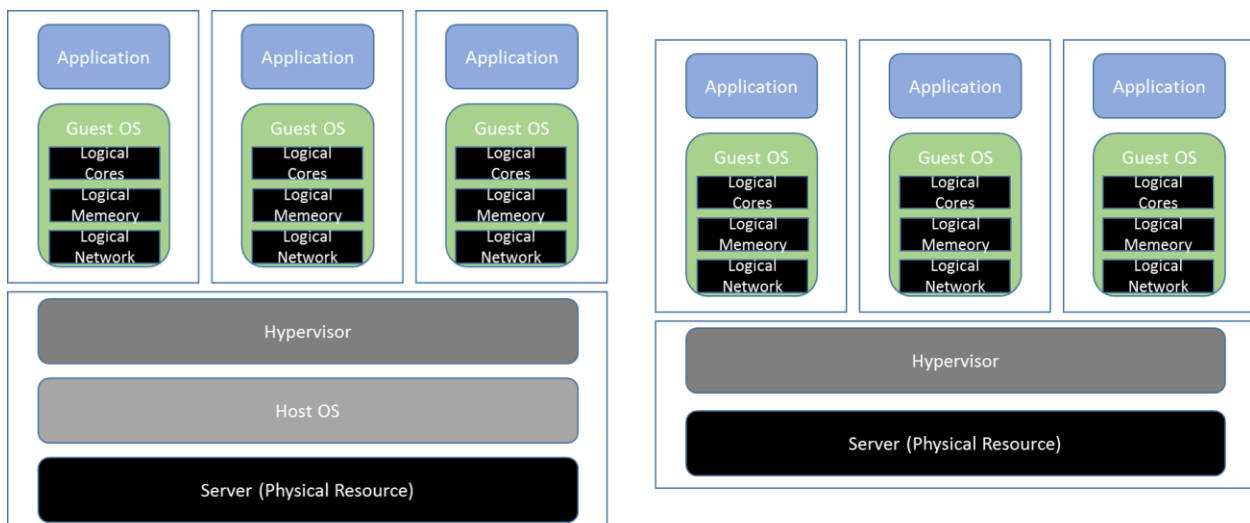 Application
Application
Application
Guest OS
Logical
Cores
Logical
Memeory
Logical
Network
Guest OS
Logical
Cores
Logical
Memeory
Logical
Network
Guest OS
Logical
Cores
Logical
Memeory
Logical
Network
Hypervisor
Host OS
Server (Physical Resource)
Application
Application
Application
Guest OS
Logical
Cores
Logical
Memeory
Logical
Network
Guest OS
Logical
Cores
Logical
Memeory
Logical
Network
Guest OS
Logical
Cores
Logical
Memeory
Logical
Network
Hypervisor
Server (Physical Resource)